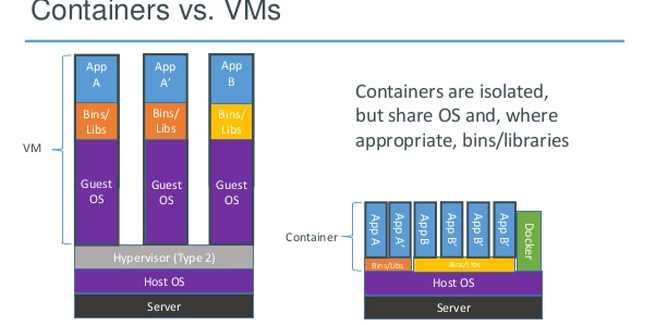 Containers vs. VMs
App
A
App
A’
App
B
Bins/
Libs
Bins/
Libs
Bins/
Libs
VM
Guest
OS
Guest
OS
Guest
OS
Hypervisor (Type 2)
Host OS
Server
Containers are isolated,
but share OS and, where
appropriate, bins/libraries
Container
App A
App A’
App B
App B’
App B’
App B’
Docker
Bins/Libs
Bins/Libs
Host OS
Server